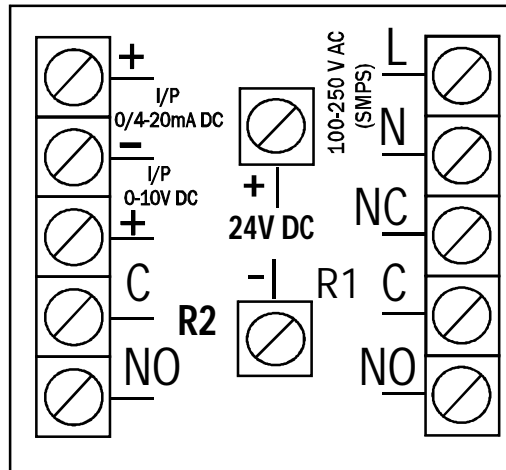 +
I/P
0/4-20mA DC
-
I/P
0-10V DC
+
C
NO
R2
+
24V DC
-
R1
100-250 V AC
(SMPS)
L
N
NC
C
NO